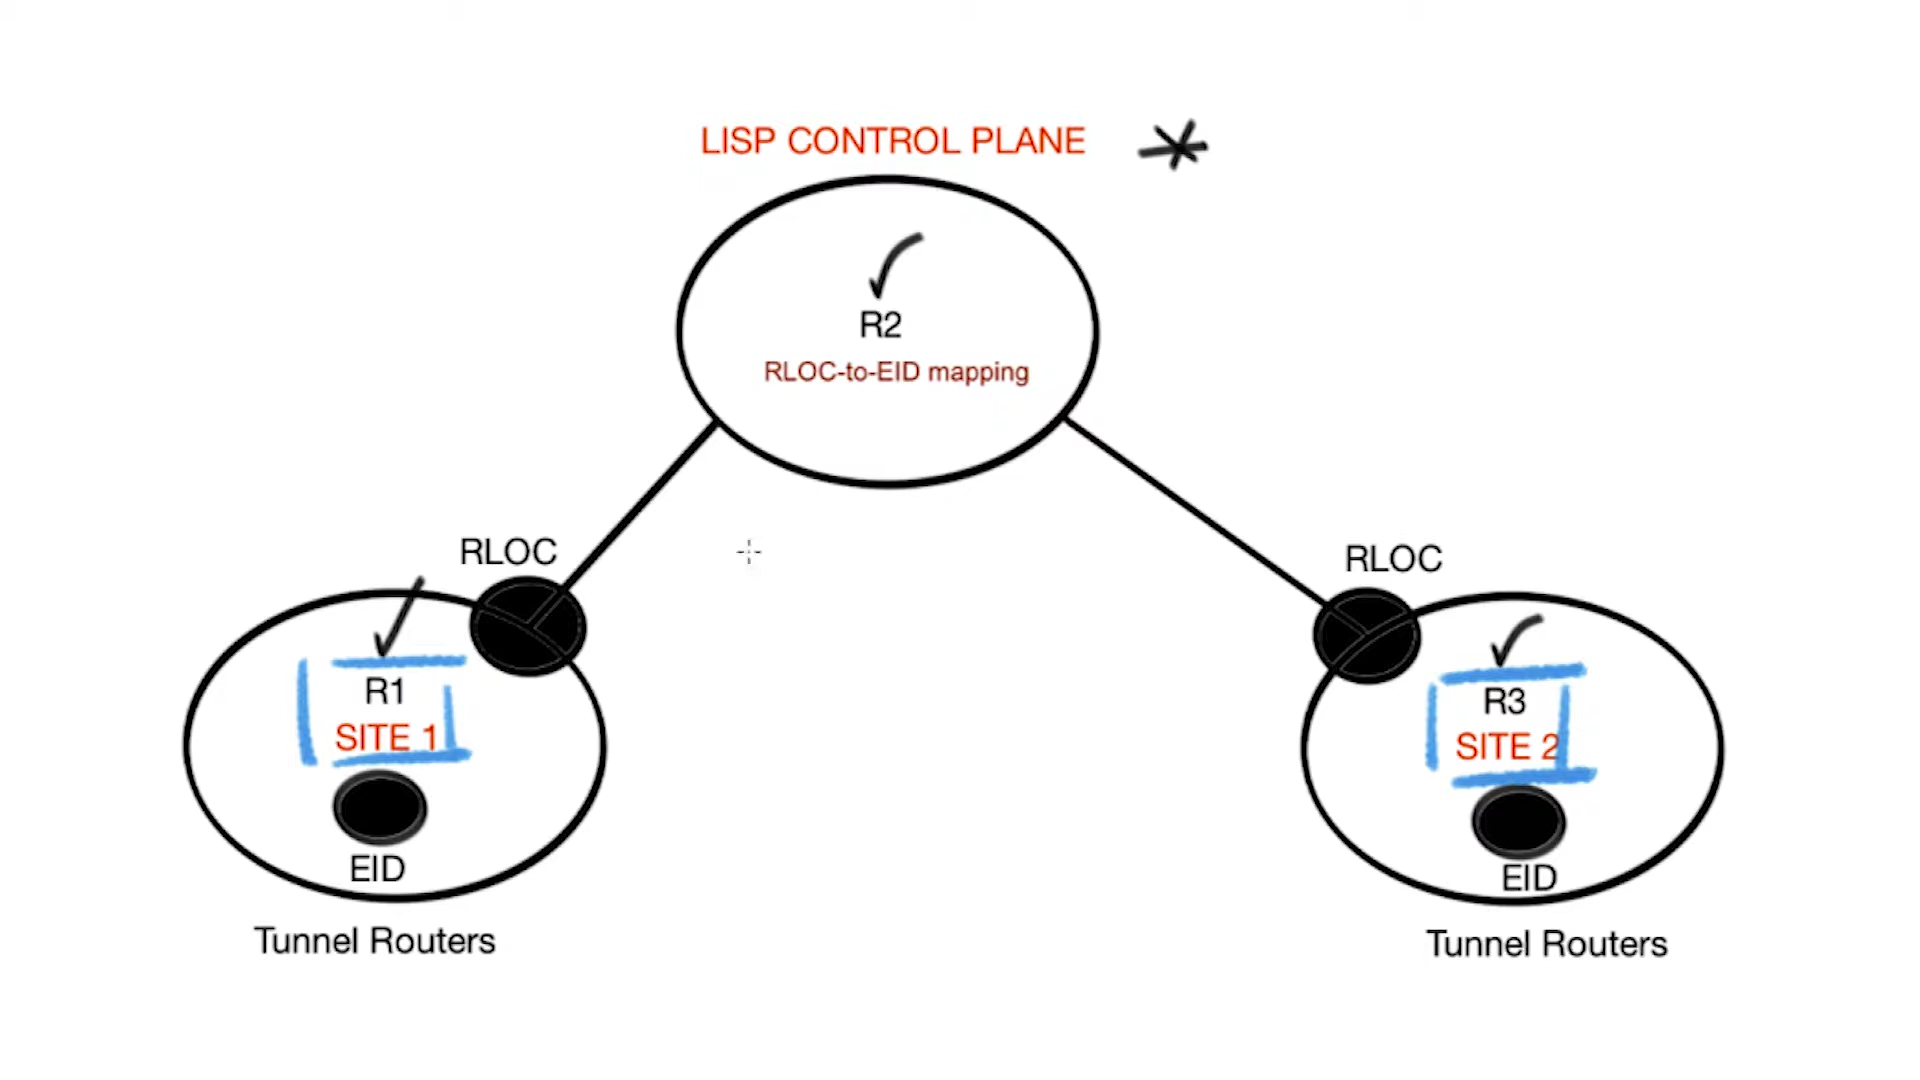 LISP CONTROL PLANE
R2
RLOC-to-EID mapping
RLOC
RLOC
R1
SITE 1
EID
R3
SITE 2
EID
Tunnel Routers
Tunnel Routers